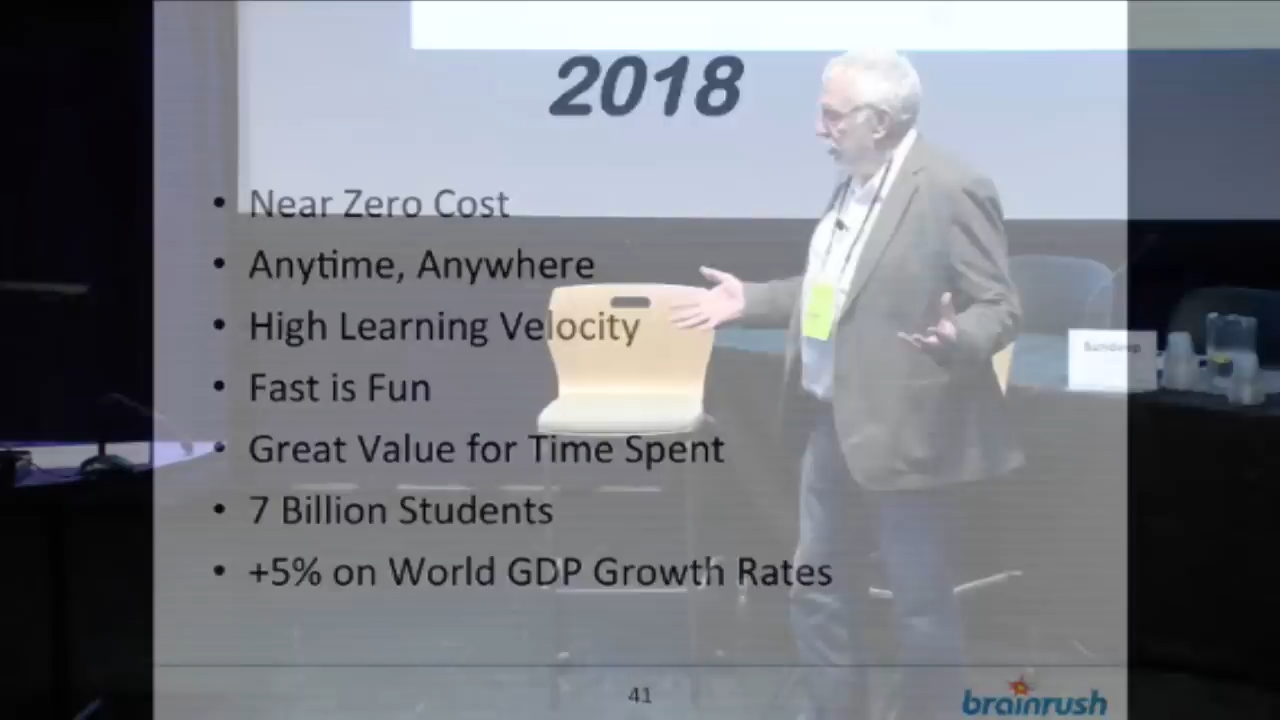 2018
• Near Zero Cost
• Anytime, Anywhere
• High Learning Velocity
• Fast is Fun
• Great Value for Time Spent
• 7 Billion Students
• +5% on World GDP Growth Rates
41
brainrush